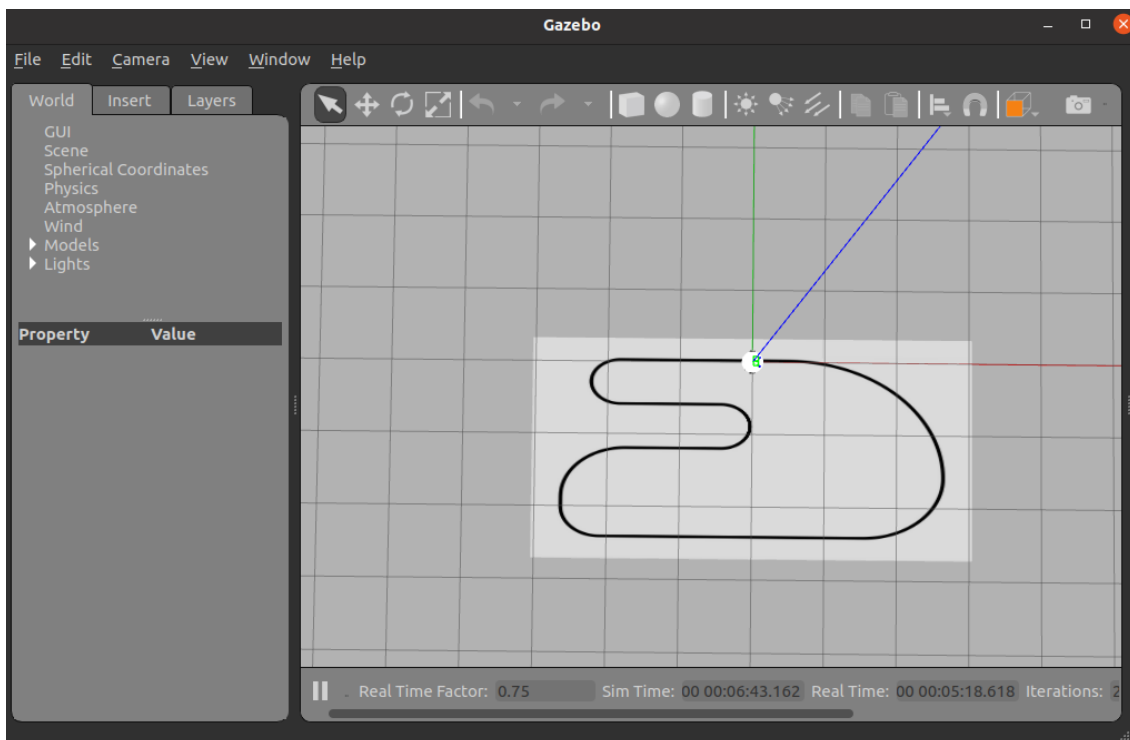 Gazebo
File Edit Camera View Window Help
World Insert Layers
GUI
Scene
Spherical Coordinates
Physics
Atmosphere
Wind
Models
Lights
Property Value
Real Time Factor: 0.75 Sim Time: 00 00:06:43.162 Real Time: 00 00:05:18.618 Iterations: 2